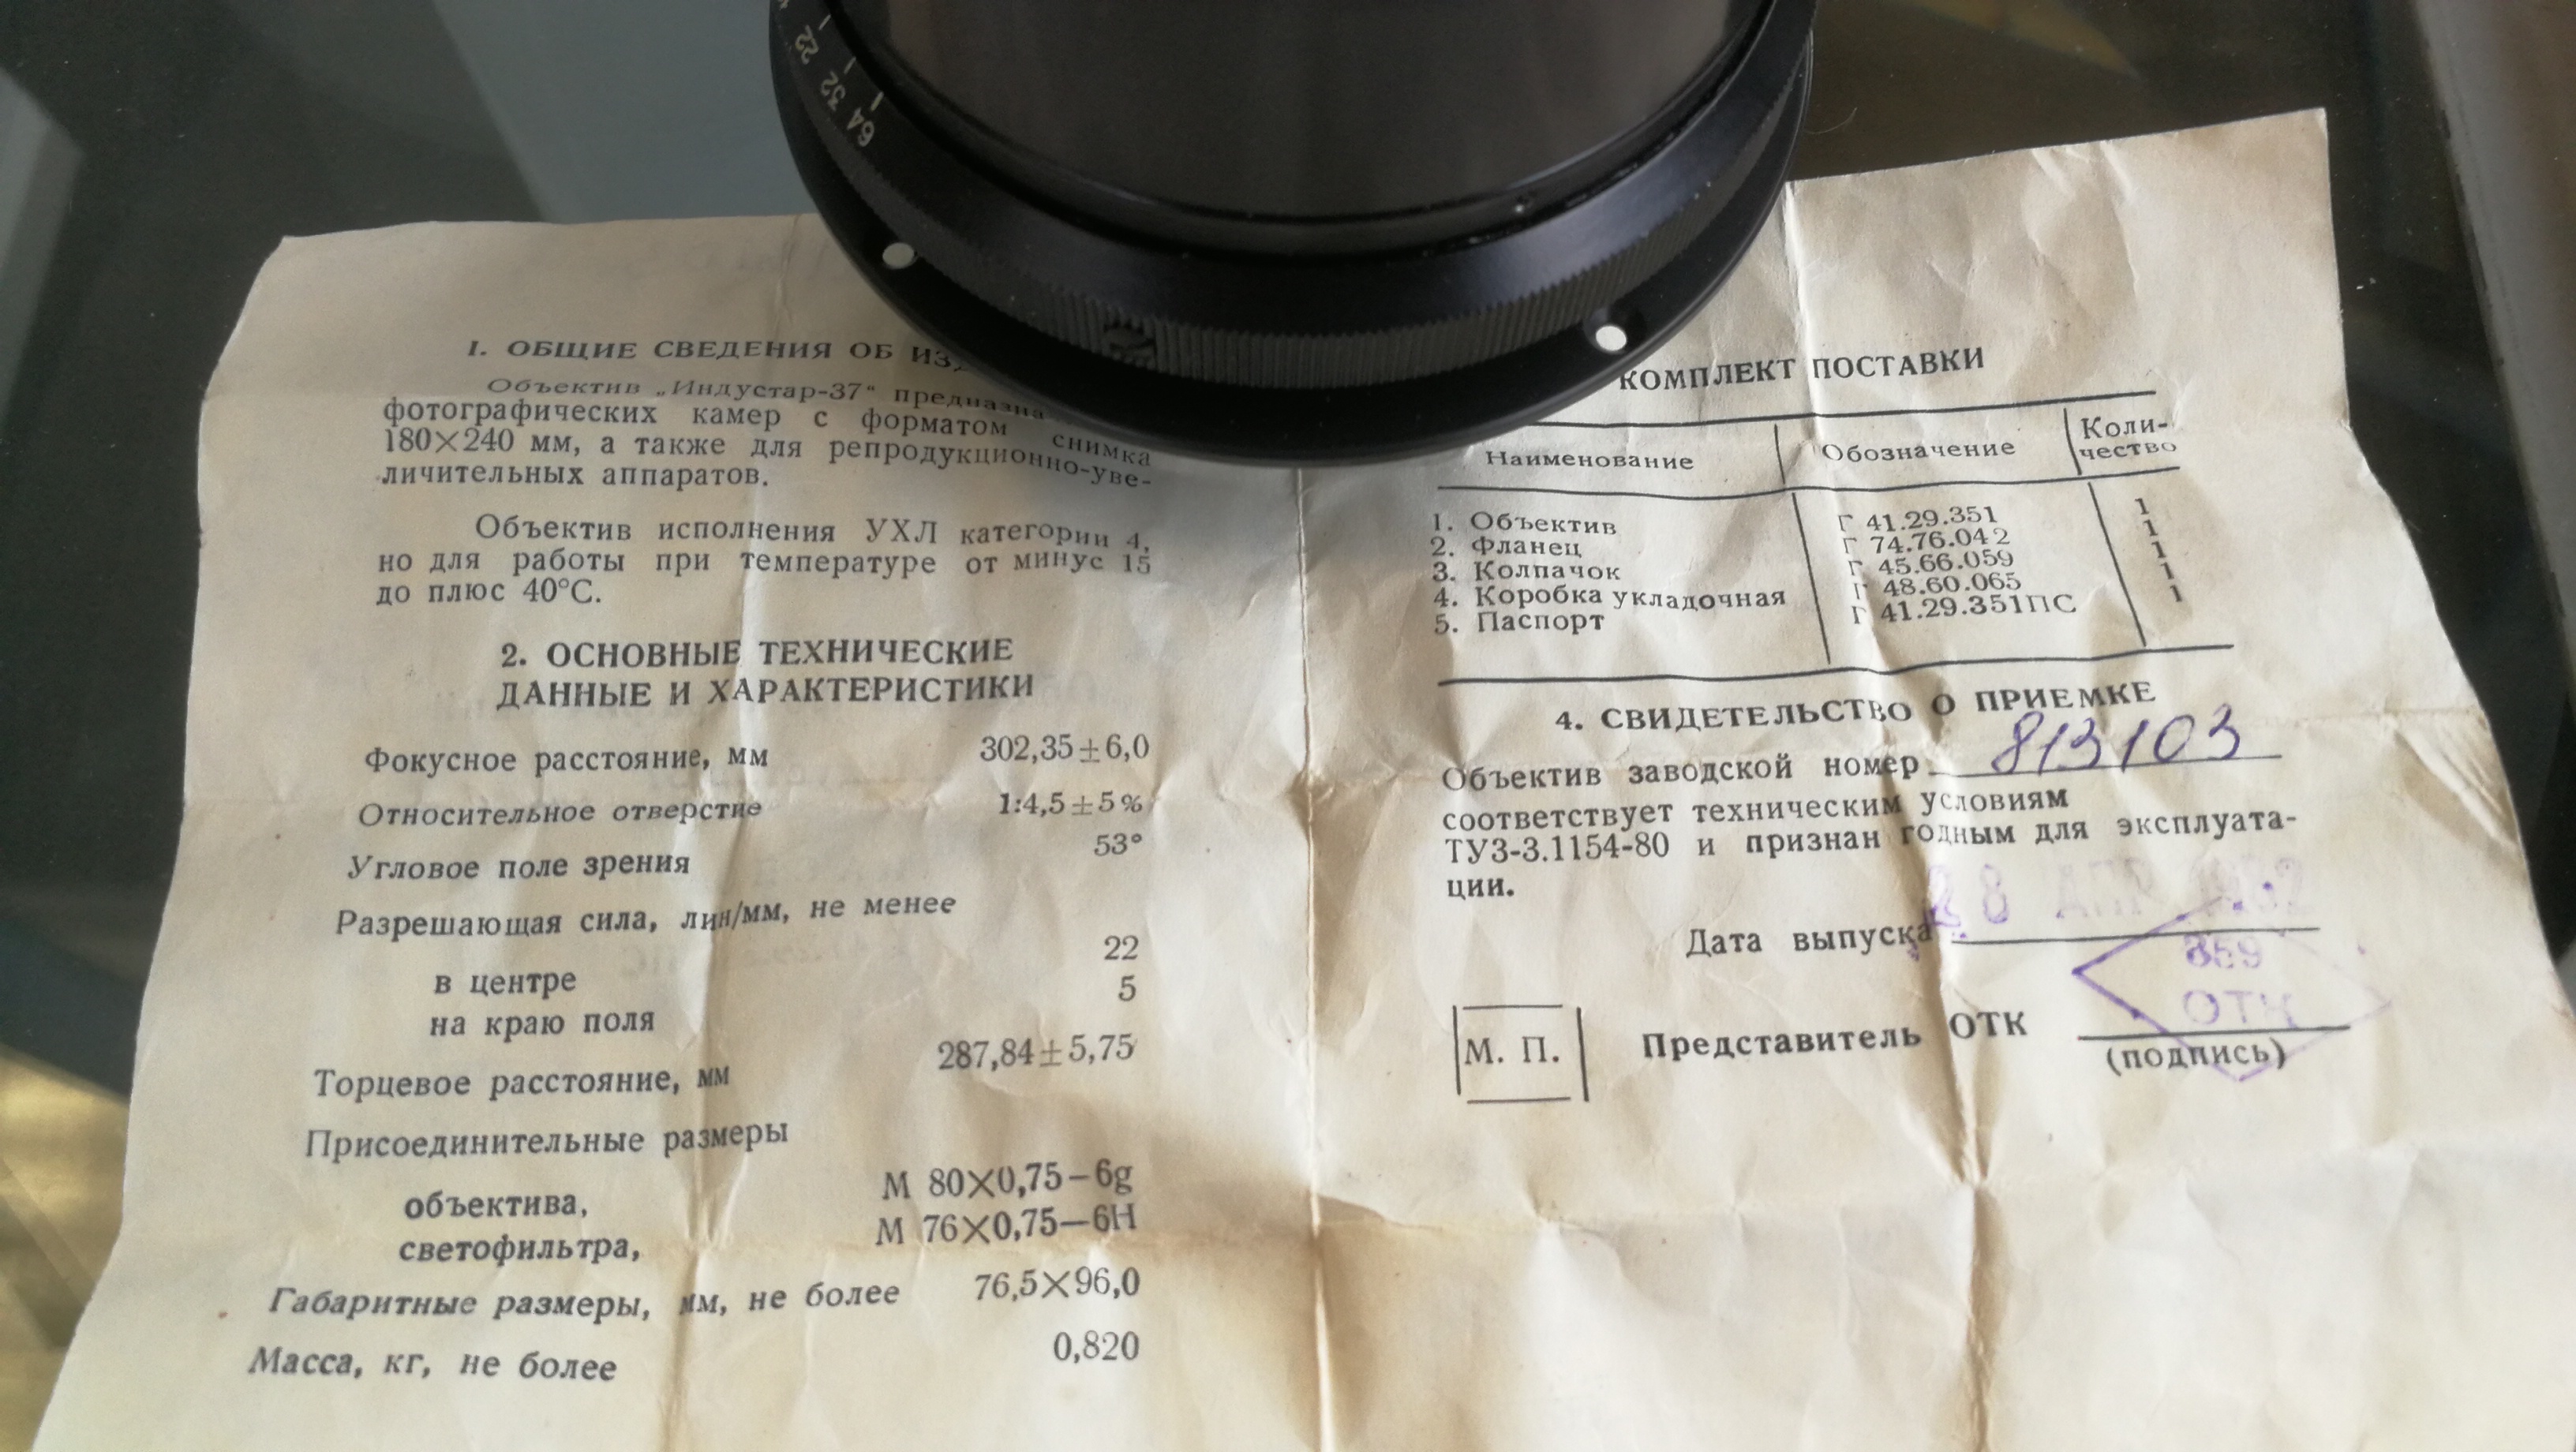 22 32 64
1. ОБЩИЕ СВЕДЕНИЯ ОБ
Объектив „Индустар-37“
фотографических камер с форматом снимка
180×240 мм, а также для репродукционно-уве-
личительных аппаратов.
Объектив исполнения УХЛ категории 4,
но для работы при температуре от минус 15
до плюс 40°С.
2. ОСНОВНЫЕ ТЕХНИЧЕСКИЕ
ДАННЫЕ И ХАРАКТЕРИСТИКИ
Фокусное расстояние, мм 302,35±6,0
Относительное отверстие 1:4,5±5%
Угловое поле зрения 53°
Разрешающая сила, лин/мм, не менее
в центре 22
на краю поля 5
Торцевое расстояние, мм 287,84±5,75
Присоединительные размеры
объектива, М 80×0,75—6g
светофильтра, М 76×0,75—6H
Габаритные размеры, мм, не более 76,5×96,0
Масса, кг, не более 0,820
КОМПЛЕКТ ПОСТАВКИ
Наименование Обозначение Коли-
чество
1. Объектив Г 41.29.351 1
2. Фланец Г 74.76.042 1
3. Колпачок Г 45.66.059 1
4. Коробка укладочная Г 48.60.065 1
5. Паспорт Г 41.29.351ПС 1
4. СВИДЕТЕЛЬСТВО О ПРИЕМКЕ
Объектив заводской номер 813103
соответствует техническим условиям
ТУ3-3.1154-80 и признан годным для эксплуата-
ции.
Дата выпуска 28 АПР
859
ОТК
М. П. Представитель ОТК
(подпись)